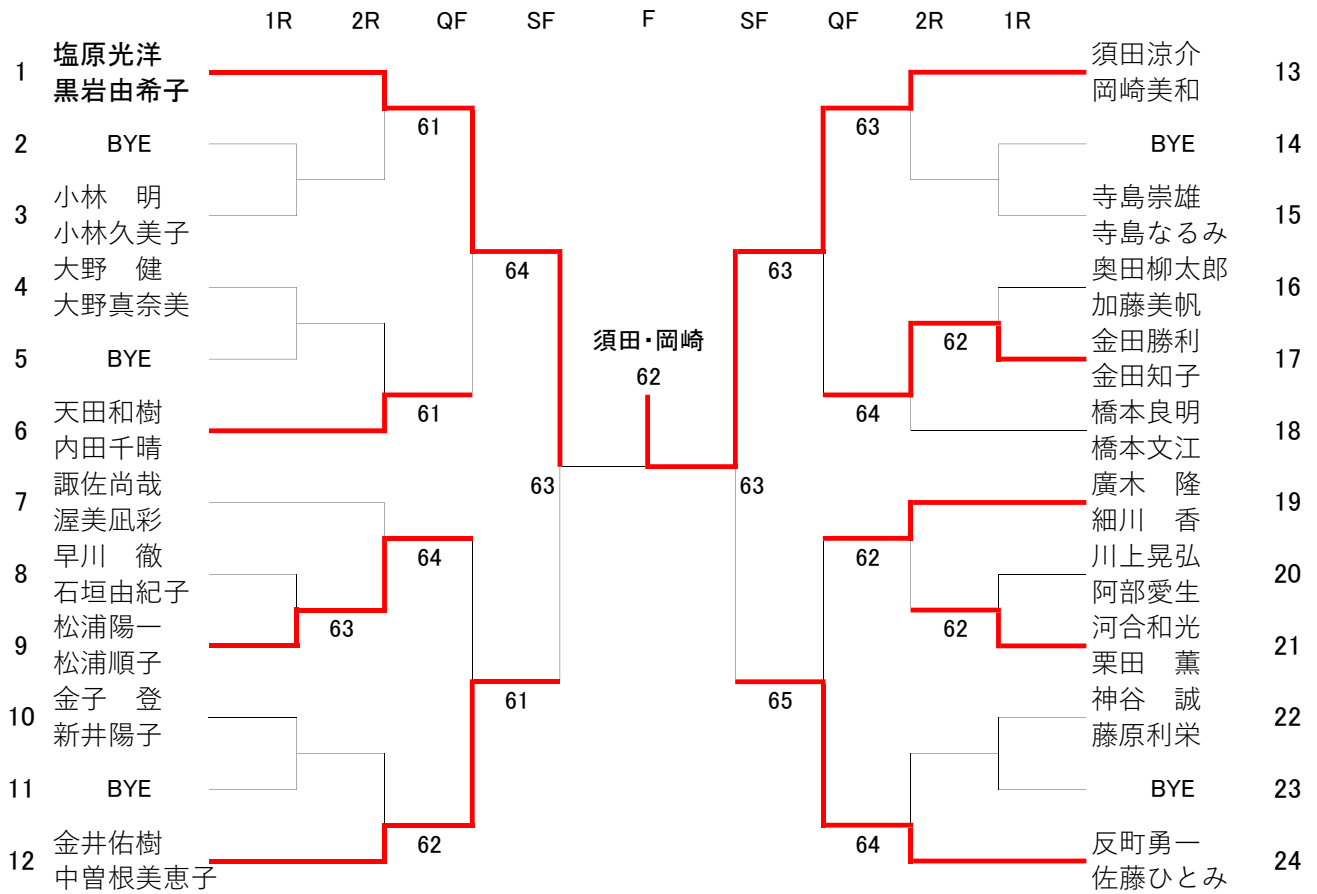 1R 2R QF SF F SF QF 2R 1R
1 塩原光洋
黒岩由希子
2 BYE
3 小林　明
小林久美子
4 大野　健
大野真奈美
5 BYE
6 天田和樹
内田千晴
7 諏佐尚哉
渥美凪彩
8 早川　徹
石垣由紀子
9 松浦陽一
松浦順子
10 金子　登
新井陽子
11 BYE
12 金井佑樹
中曽根美恵子
61
61
64
63
62
64
61
63
須田・岡崎
62
63
63
65
63
64
62
64
62
62
須田涼介
岡崎美和 13
BYE 14
寺島崇雄
寺島なるみ 15
奥田柳太郎
加藤美帆 16
金田勝利
金田知子 17
橋本良明
橋本文江 18
廣木　隆
細川　香 19
川上晃弘
阿部愛生 20
河合和光
栗田　薫 21
神谷　誠
藤原利栄 22
BYE 23
反町勇一
佐藤ひとみ 24